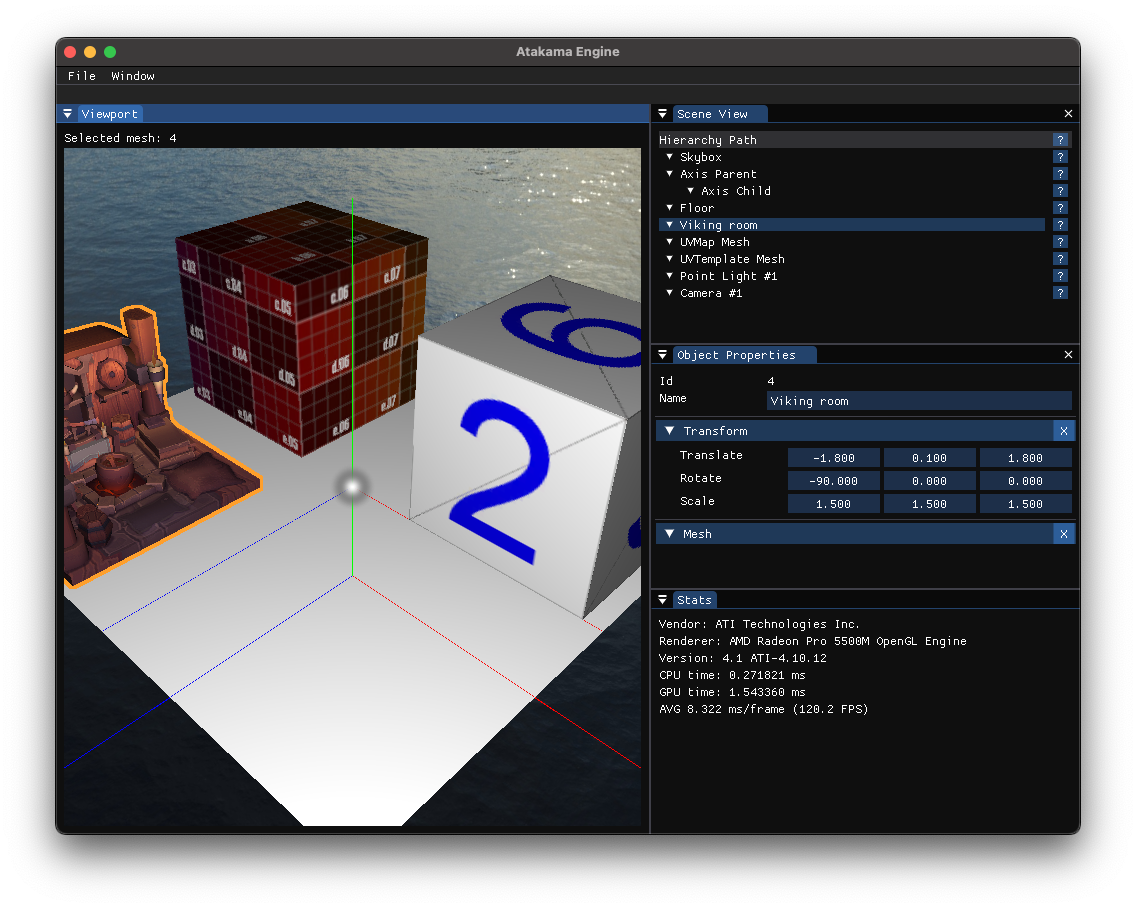 Atakama Engine
File Window
Viewport
Selected mesh: 4
c.03 c.04 c.05 c.06 c.07
d.03 d.04 d.05 d.06 d.07
e.03 e.04 e.05 e.06 e.07
6
2
Scene View
Hierarchy Path ?
Skybox ?
Axis Parent ?
Axis Child ?
Floor ?
Viking room ?
UVMap Mesh ?
UVTemplate Mesh ?
Point Light #1 ?
Camera #1 ?
Object Properties
Id 4
Name Viking room
Transform X
Translate -1.800 0.100 1.800
Rotate -90.000 0.000 0.000
Scale 1.500 1.500 1.500
Mesh X
Stats
Vendor: ATI Technologies Inc.
Renderer: AMD Radeon Pro 5500M OpenGL Engine
Version: 4.1 ATI-4.10.12
CPU time: 0.271821 ms
GPU time: 1.543360 ms
AVG 8.322 ms/frame (120.2 FPS)